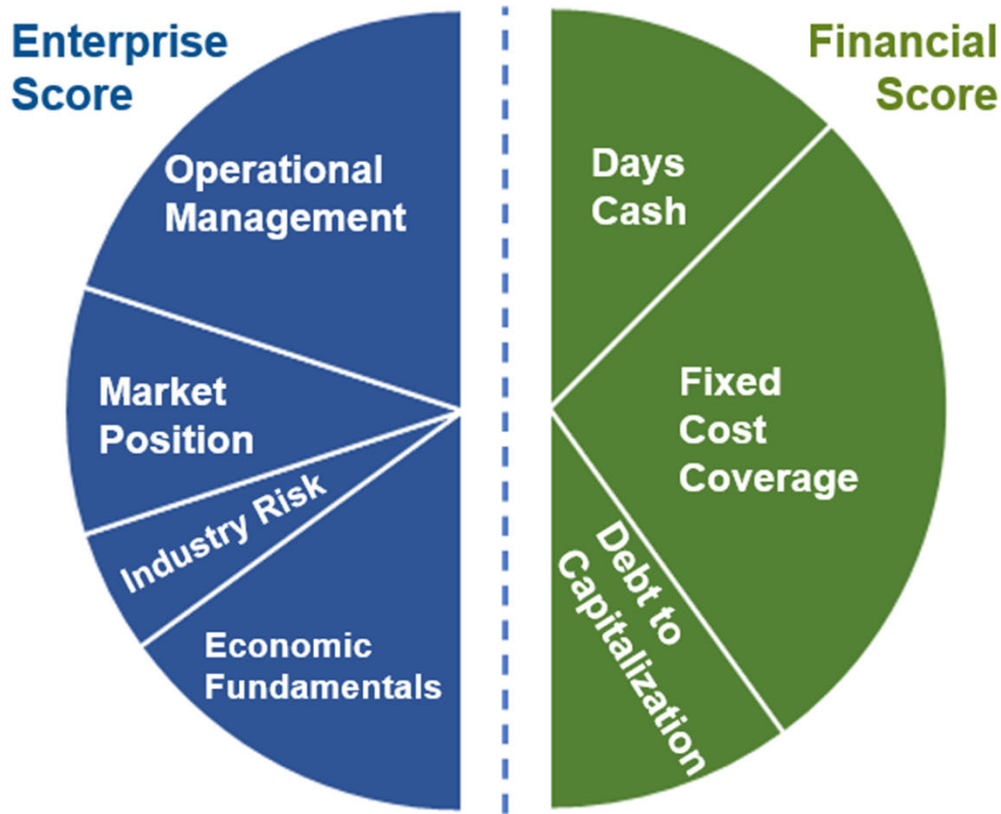 Enterprise
Score
Operational
Management
Market
Position
Industry Risk
Economic
Fundamentals
Financial
Score
Days
Cash
Fixed
Cost
Coverage
Debt to
Capitalization